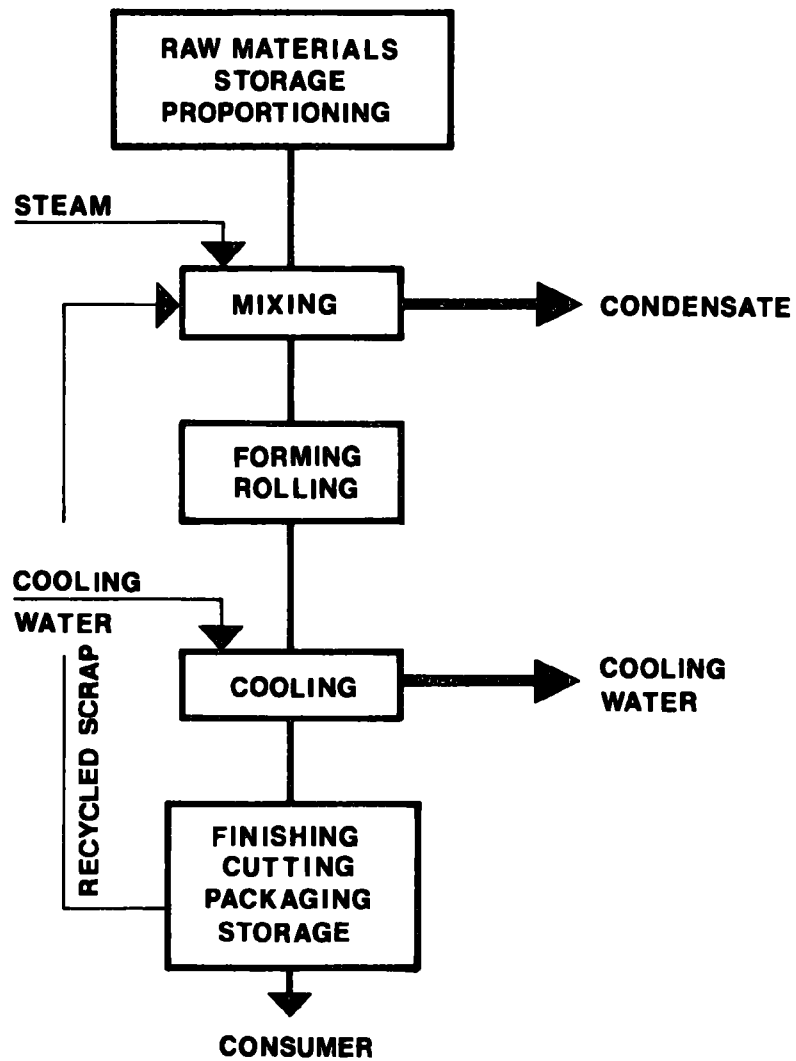 RAW MATERIALS
STORAGE
PROPORTIONING
STEAM
MIXING
CONDENSATE
FORMING
ROLLING
COOLING
WATER
COOLING
COOLING
WATER
RECYCLED SCRAP
FINISHING
CUTTING
PACKAGING
STORAGE
CONSUMER